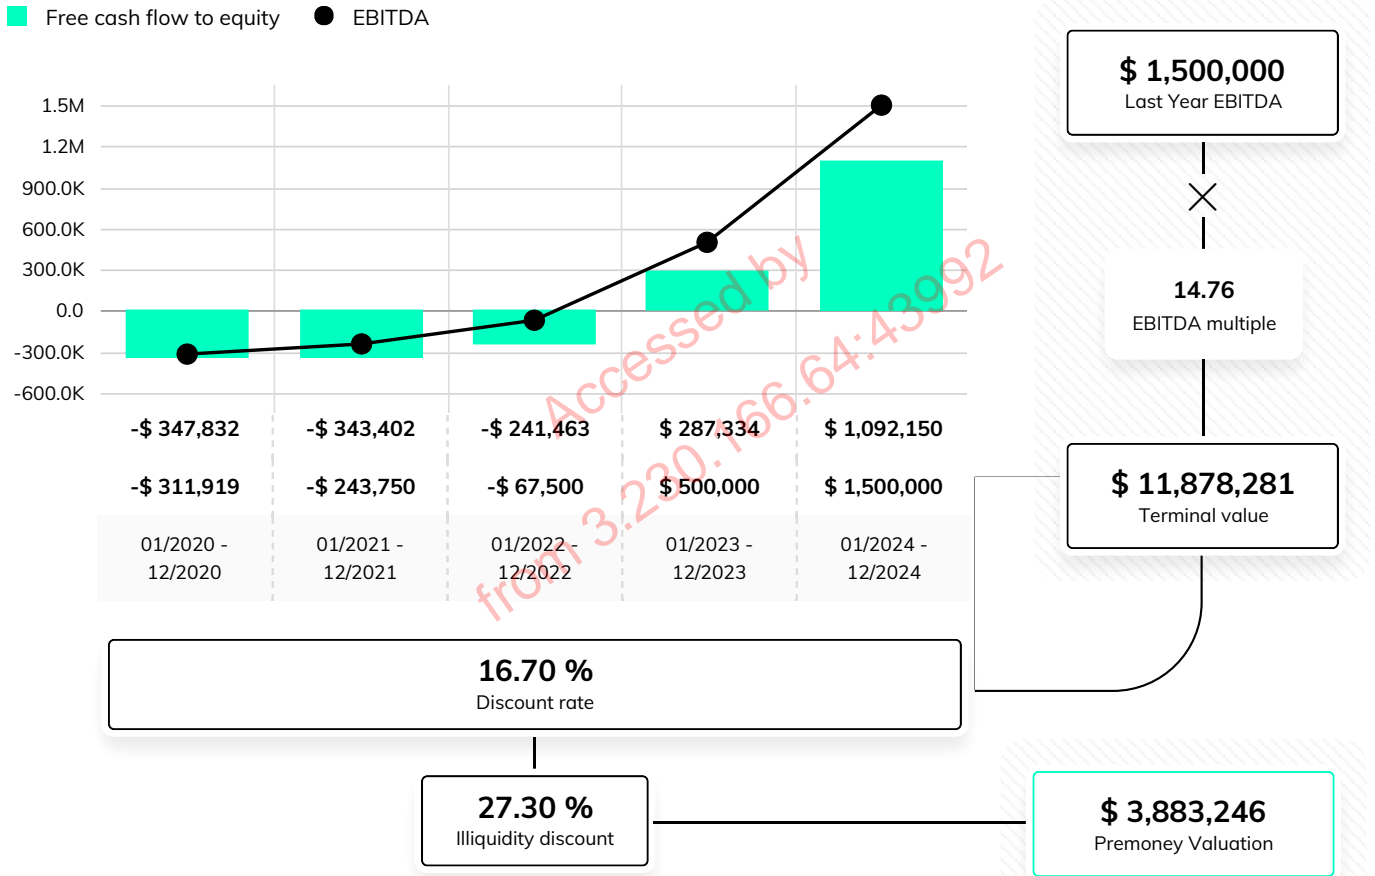 Free cash flow to equity
EBITDA
1.5M
1.2M
900.0K
600.0K
300.0K
0.0
-300.0K
-600.0K
-$ 347,832
-$ 343,402
-$ 241,463
$ 287,334
$ 1,092,150
-$ 311,919
-$ 243,750
-$ 67,500
$ 500,000
$ 1,500,000
01/2020 -
12/2020
01/2021 -
12/2021
01/2022 -
12/2022
01/2023 -
12/2023
01/2024 -
12/2024
$ 1,500,000
Last Year EBITDA
14.76
EBITDA multiple
$ 11,878,281
Terminal value
16.70 %
Discount rate
27.30 %
Illiquidity discount
$ 3,883,246
Premoney Valuation
Accessed by
from 3.230.166.64:43992